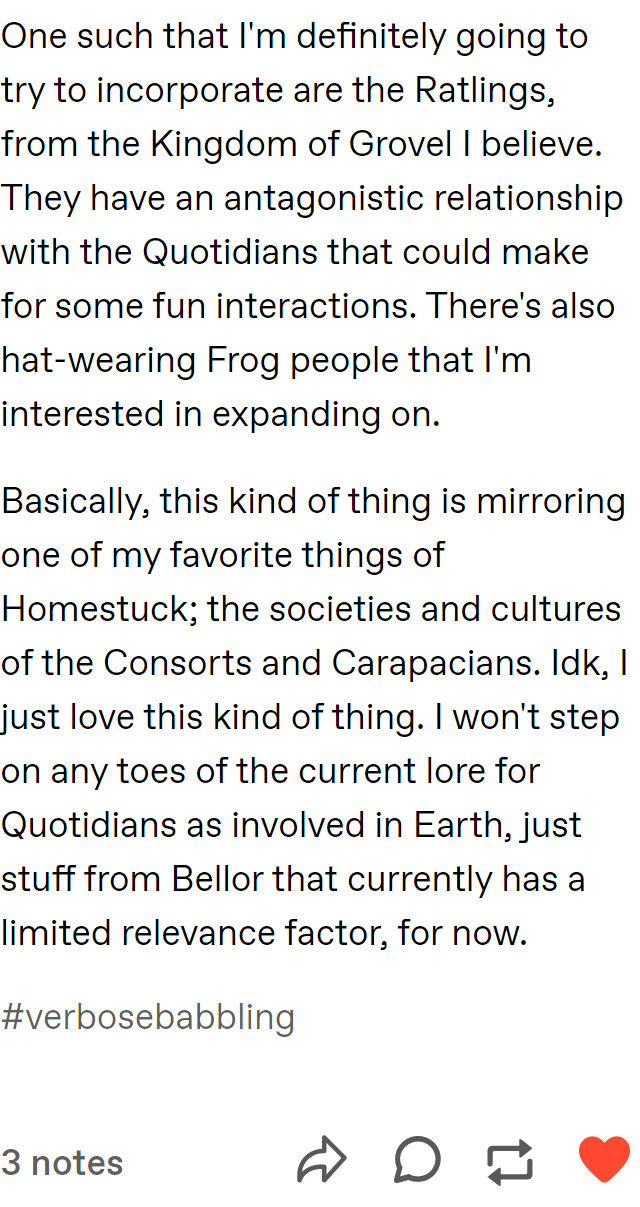 One such that I'm definitely going to
try to incorporate are the Ratlings,
from the Kingdom of Grovel I believe.
They have an antagonistic relationship
with the Quotidians that could make
for some fun interactions. There's also
hat-wearing Frog people that I'm
interested in expanding on.
Basically, this kind of thing is mirroring
one of my favorite things of
Homestuck; the societies and cultures
of the Consorts and Carapacians. Idk, I
just love this kind of thing. I won't step
on any toes of the current lore for
Quotidians as involved in Earth, just
stuff from Bellor that currently has a
limited relevance factor, for now.
#verbosebabbling
3 notes